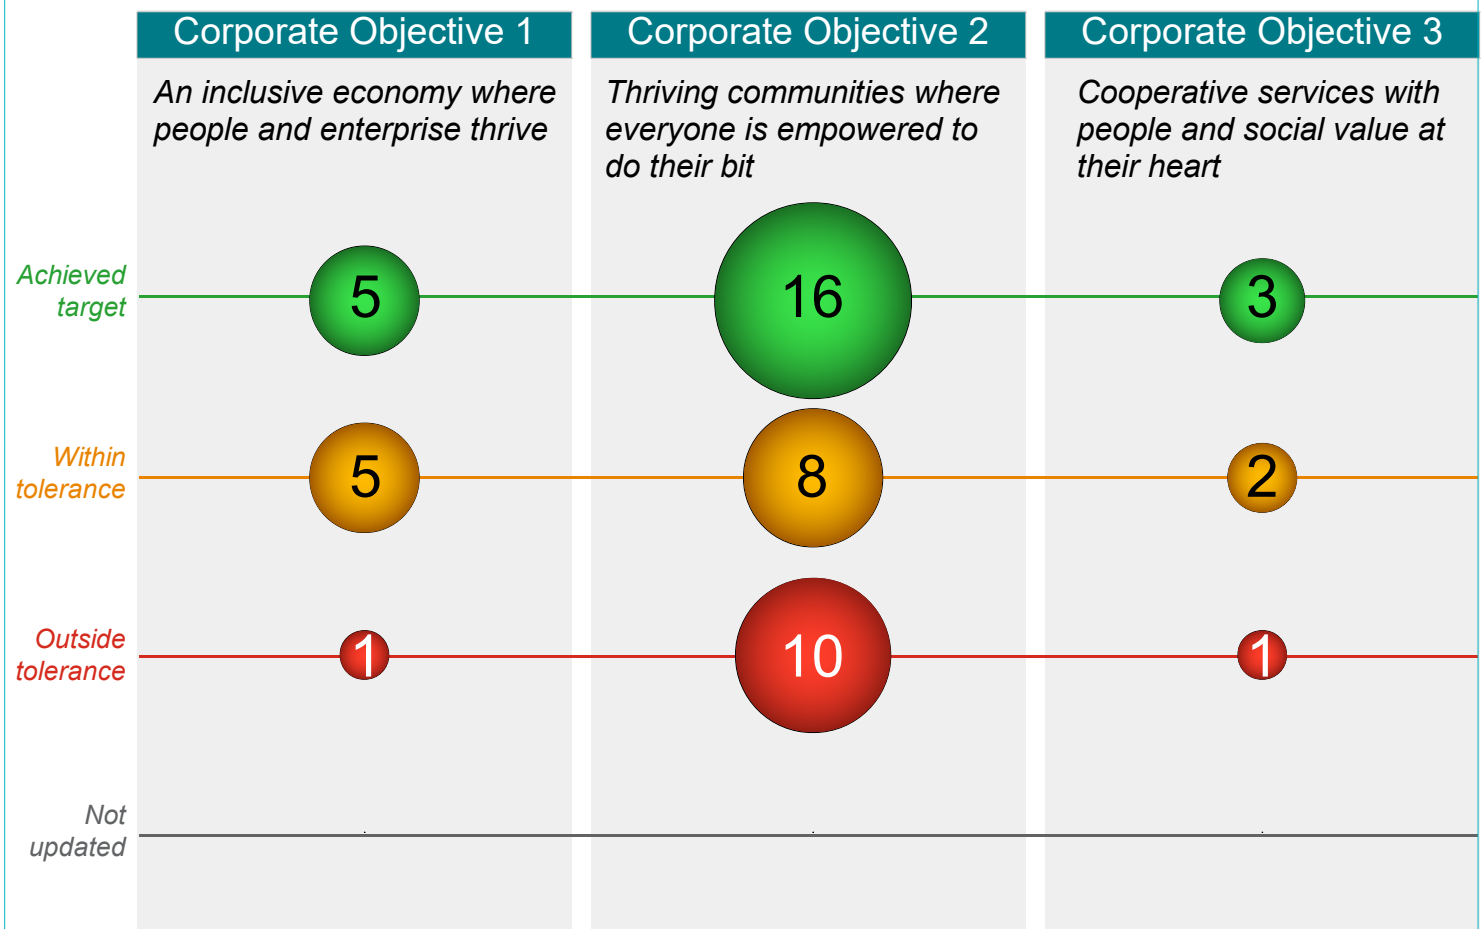 Corporate Objective 1
Corporate Objective 2
Corporate Objective 3
An inclusive economy where
people and enterprise thrive
Thriving communities where
everyone is empowered to
do their bit
Cooperative services with
people and social value at
their heart
Achieved
target
5
16
3
Within
tolerance
5
8
2
Outside
tolerance
1
10
1
Not
updated